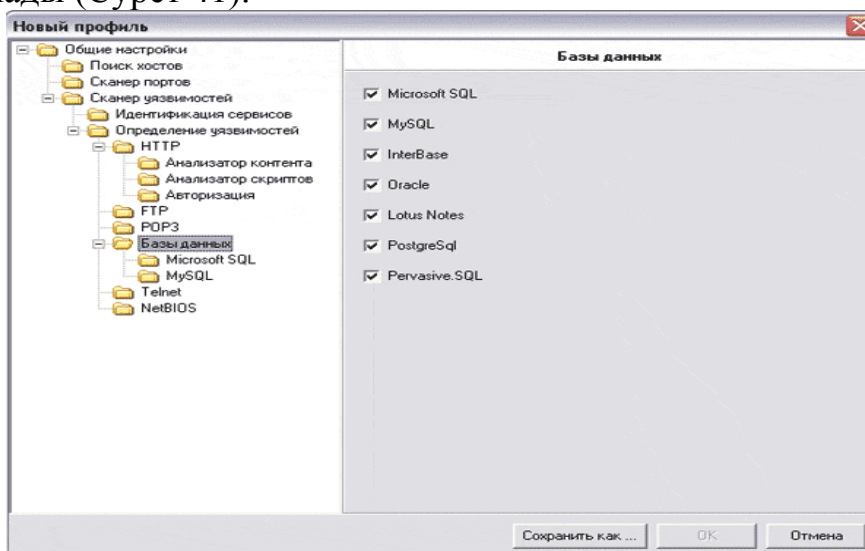 (Сурет 41).
Новый профиль
Общие настройки
Поиск хостов
Сканер портов
Сканер уязвимостей
Идентификация сервисов
Определение уязвимостей
HTTP
Анализатор контента
Анализатор скриптов
Авторизация
FTP
POP3
Базы данных
Microsoft SQL
MySQL
Telnet
NetBIOS
Базы данных
Microsoft SQL
MySQL
InterBase
Oracle
Lotus Notes
PostgreSql
Pervasive.SQL
Сохранить как ...
OK
Отмена